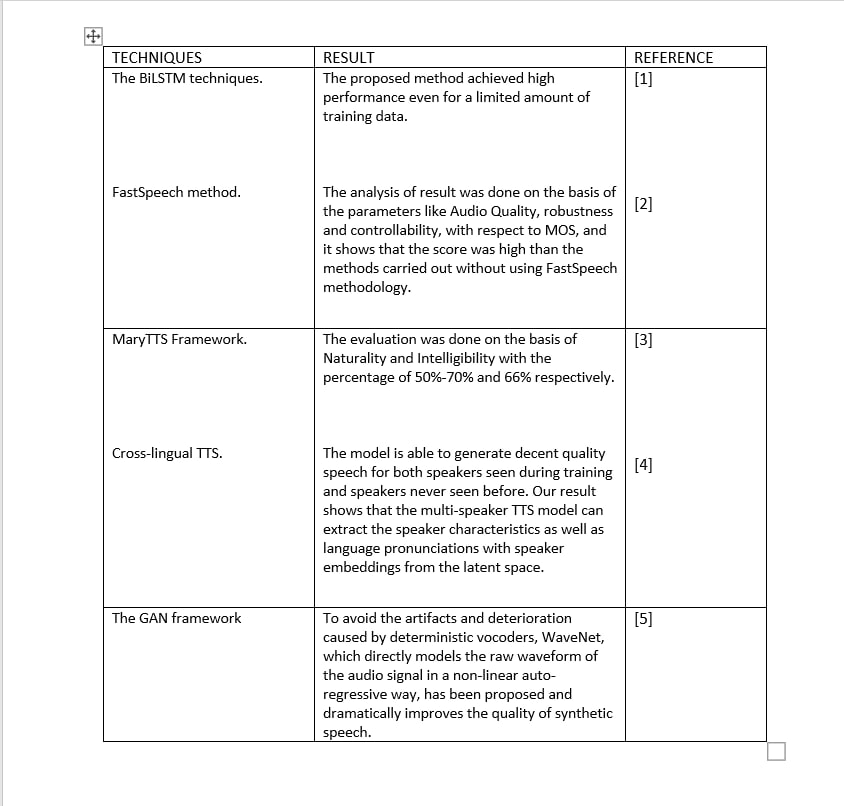 TECHNIQUES RESULT REFERENCE
The BiLSTM techniques. The proposed method achieved high [1]
performance even for a limited amount of
training data.
FastSpeech method. The analysis of result was done on the basis of
the parameters like Audio Quality, robustness [2]
and controllability, with respect to MOS, and
it shows that the score was high than the
methods carried out without using FastSpeech
methodology.
MaryTTS Framework. The evaluation was done on the basis of [3]
Naturality and Intelligibility with the
percentage of 50%-70% and 66% respectively.
Cross-lingual TTS. The model is able to generate decent quality
speech for both speakers seen during training [4]
and speakers never seen before. Our result
shows that the multi-speaker TTS model can
extract the speaker characteristics as well as
language pronunciations with speaker
embeddings from the latent space.
The GAN framework To avoid the artifacts and deterioration [5]
caused by deterministic vocoders, WaveNet,
which directly models the raw waveform of
the audio signal in a non-linear auto-
regressive way, has been proposed and
dramatically improves the quality of synthetic
speech.